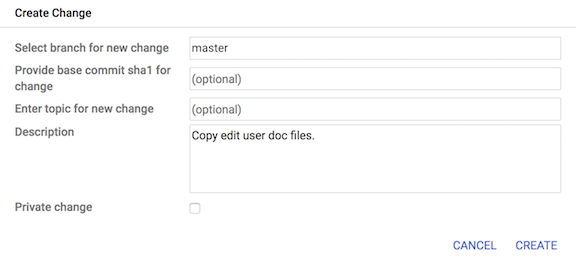 Create Change
Select branch for new change
master
Provide base commit sha1 for
change
(optional)
Enter topic for new change
(optional)
Description
Copy edit user doc files.
Private change
CANCEL CREATE